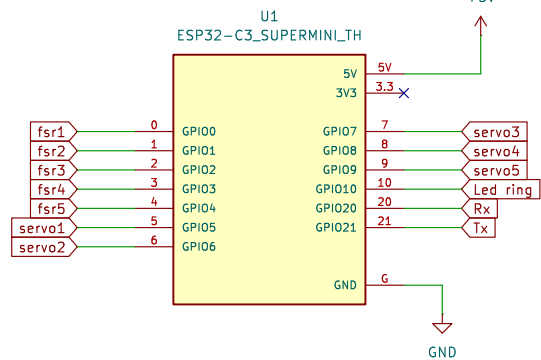 U1
ESP32-C3_SUPERMINI_TH
5V 5V
3V3 3.3
fsr1 0 GPIO0 GPIO7 7 servo3
fsr2 1 GPIO1 GPIO8 8 servo4
fsr3 2 GPIO2 GPIO9 9 servo5
fsr4 3 GPIO3 GPIO10 10 Led ring
fsr5 4 GPIO4 GPIO20 20 Rx
servo1 5 GPIO5 GPIO21 21 Tx
servo2 6 GPIO6
GND G
GND